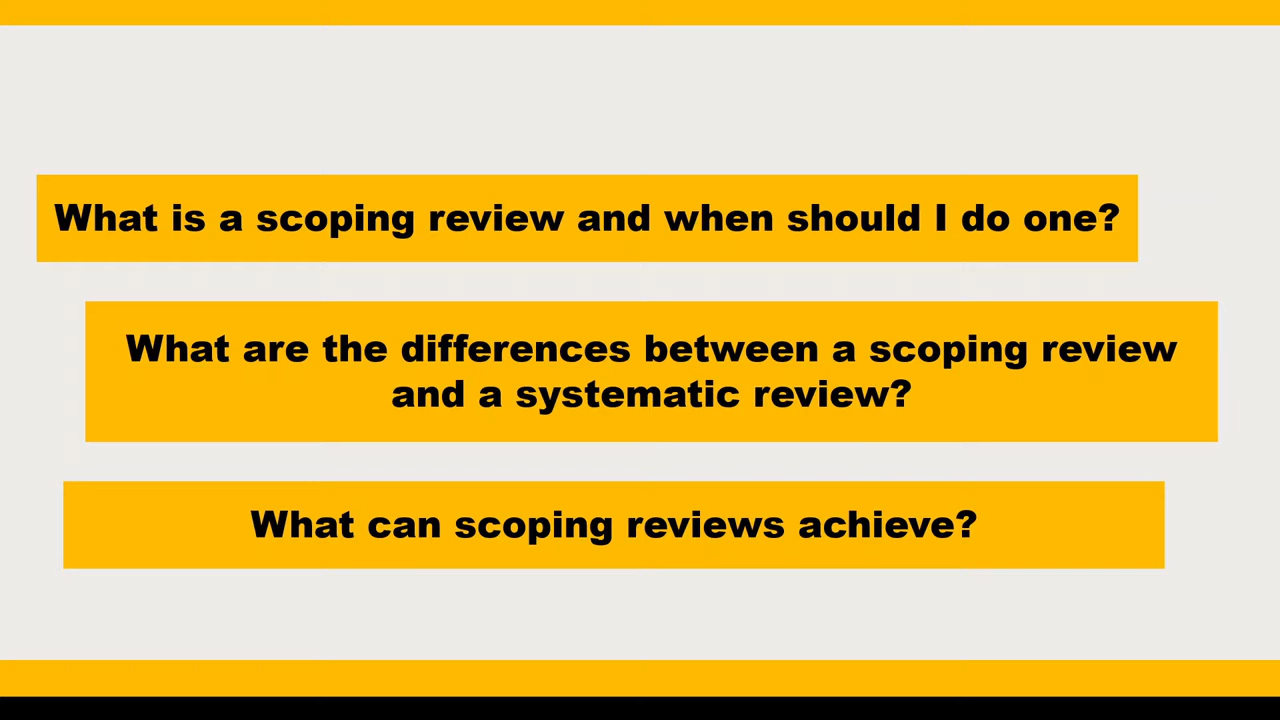 What is a scoping review and when should I do one?
What are the differences between a scoping review
and a systematic review?
What can scoping reviews achieve?